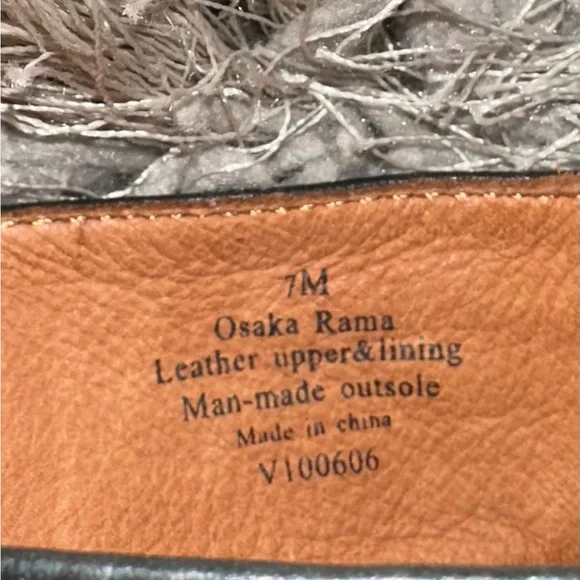 7M
Osaka Rama
Leather upper&lining
Man-made outsole
Made in china
V100606